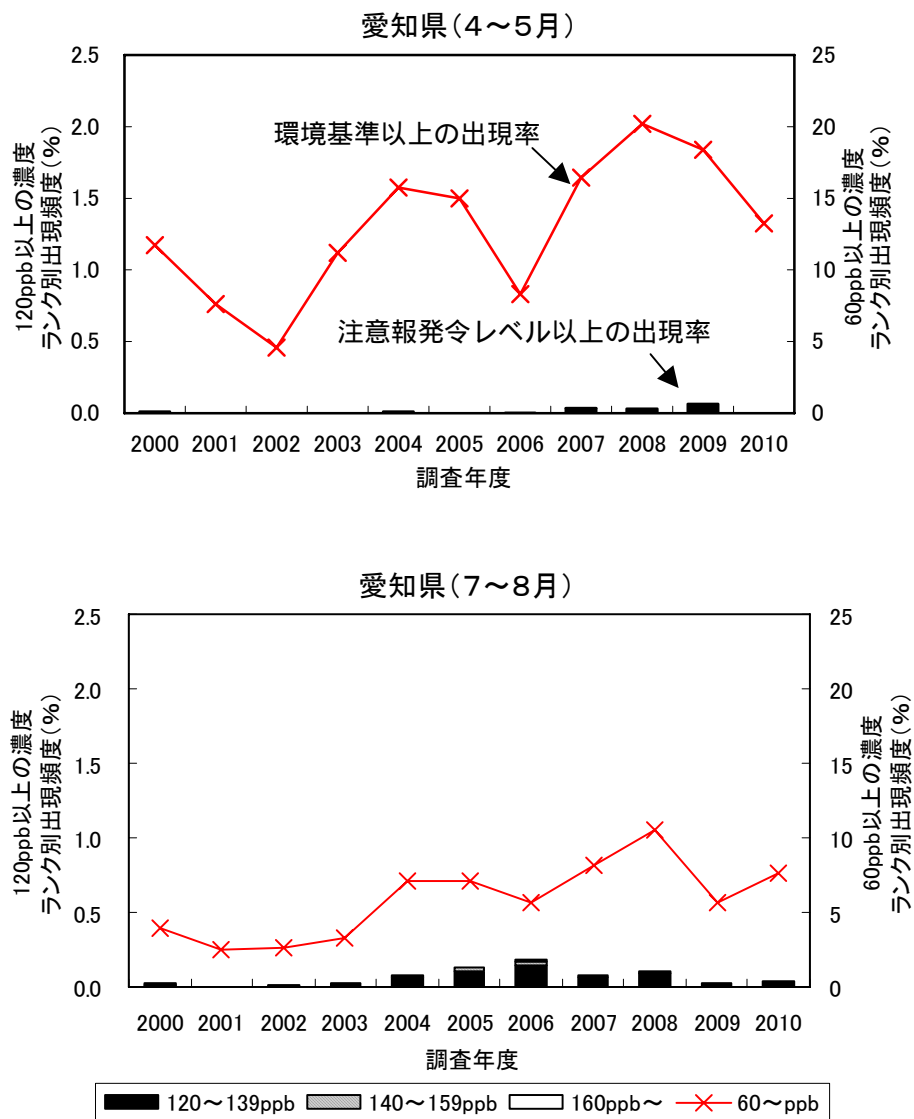 愛知県（４～５月）
2.5
2.0
1.5
1.0
0.5
0.0
120ppb以上の濃度
ランク別出現頻度（％）
25
20
15
10
5
0
60ppb以上の濃度
ランク別出現頻度（％）
環境基準以上の出現率
注意報発令レベル以上の出現率
2000 2001 2002 2003 2004 2005 2006 2007 2008 2009 2010
調査年度
愛知県（７～８月）
2.5
2.0
1.5
1.0
0.5
0.0
120ppb以上の濃度
ランク別出現頻度（％）
25
20
15
10
5
0
60ppb以上の濃度
ランク別出現頻度（％）
2000 2001 2002 2003 2004 2005 2006 2007 2008 2009 2010
調査年度
120～139ppb 140～159ppb 160ppb～ 60～ppb